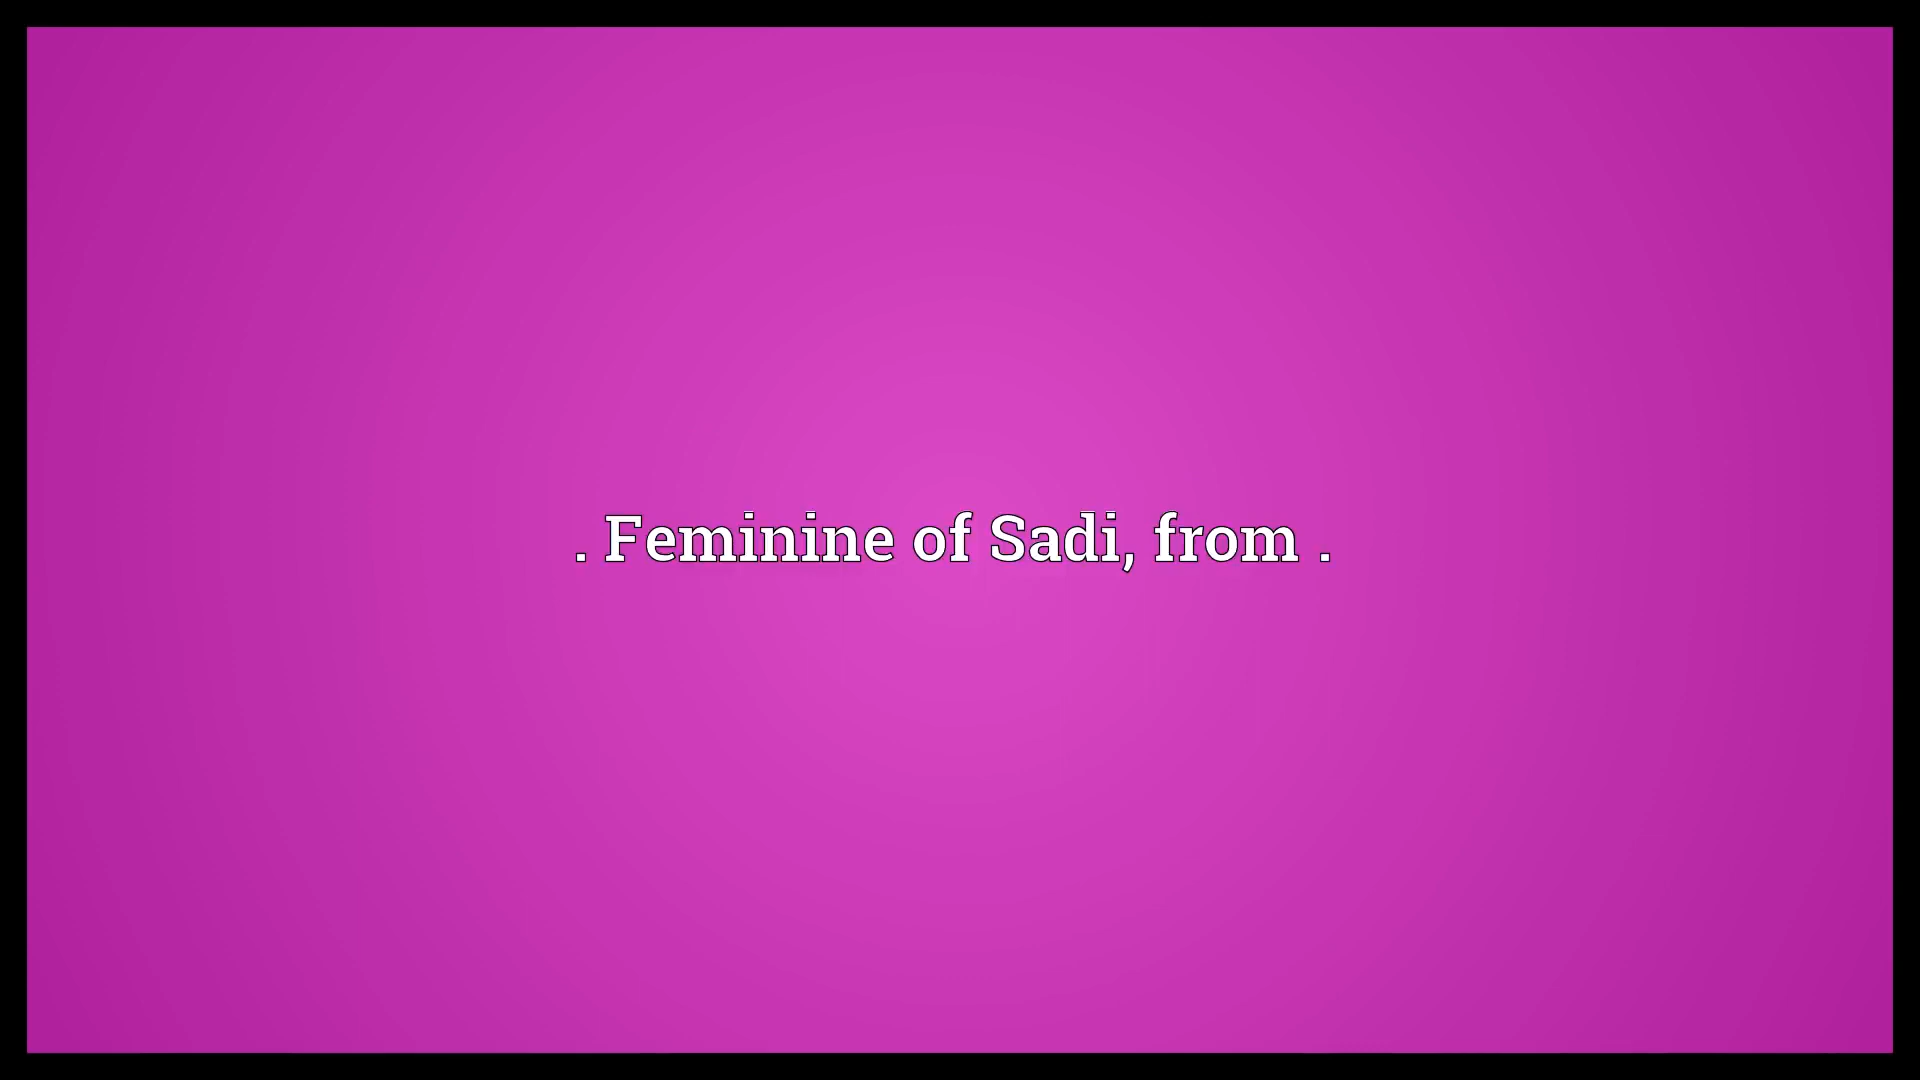 . Feminine of Sadi, from .